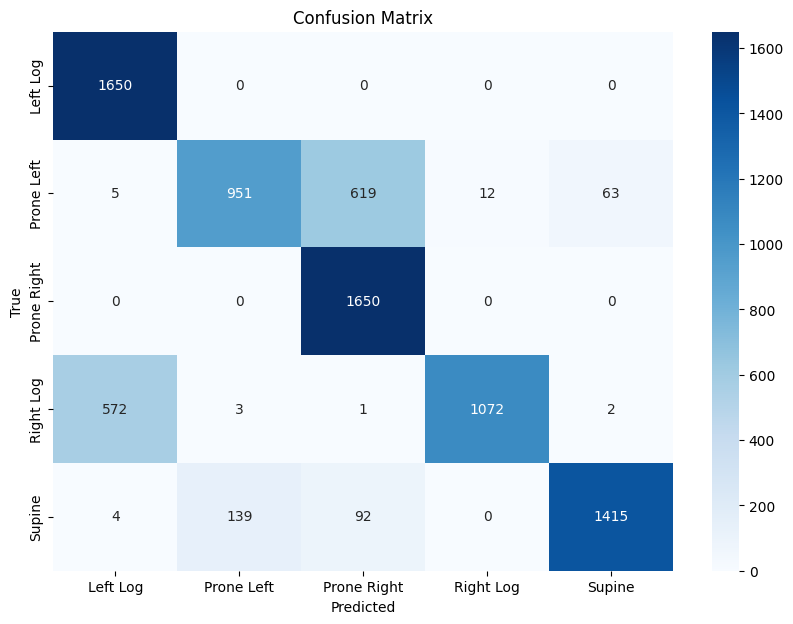 Confusion Matrix
True
Left Log
1650 0 0 0 0
Prone Left
5 951 619 12 63
Prone Right
0 0 1650 0 0
Right Log
572 3 1 1072 2
Supine
4 139 92 0 1415
Left Log Prone Left Prone Right Right Log Supine
Predicted
1600
1400
1200
1000
800
600
400
200
0